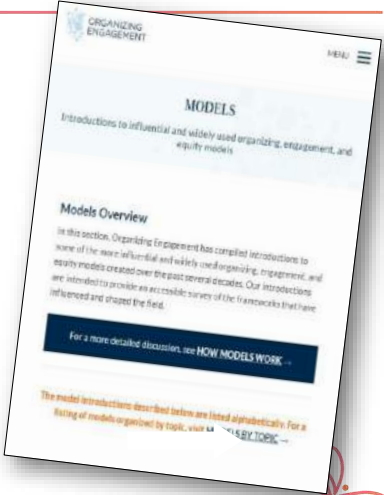 ORGANIZING
ENGAGEMENT
MENU
MODELS
Introductions to influential and widely used organizing, engagement, and
equity models
Models Overview
In this section, Organizing Engagement has compiled introductions to
some of the more influential and widely used organizing, engagement, and
equity models created over the past several decades. Our introductions
are intended to provide an accessible survey of the frameworks that have
influenced and shaped the field.
For a more detailed discussion, see HOW MODELS WORK →
The model introductions described below are listed alphabetically. For a
listing of models organized by topic, visit BY TOPIC →